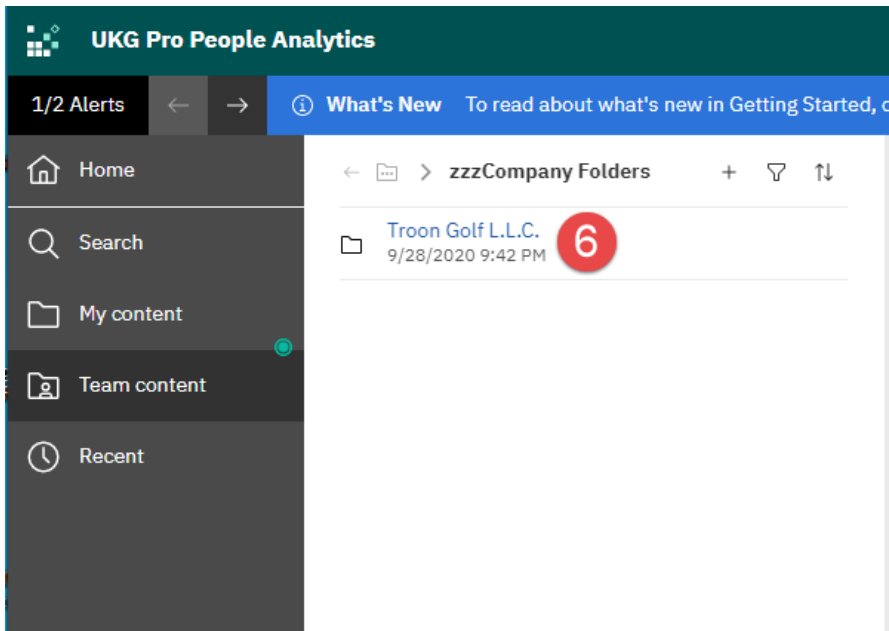 UKG Pro People Analytics
1/2 Alerts
What's New To read about what's new in Getting Started,
Home
Search
My content
Team content
Recent
zzzCompany Folders
Troon Golf L.L.C.
9/28/2020 9:42 PM
6